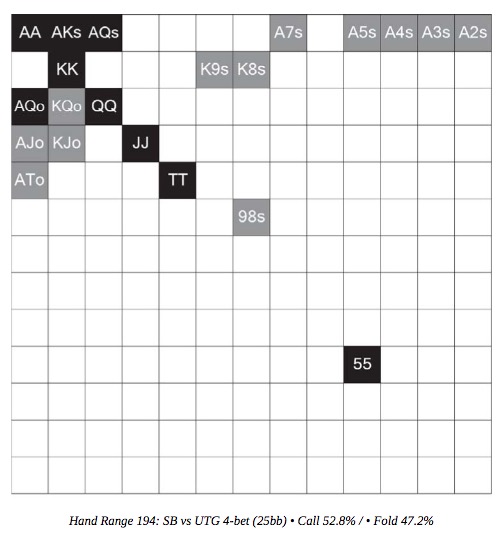 AA AKs AQs A7s A5s A4s A3s A2s
KK K9s K8s
AQo KQo QQ
AJo KJo JJ
ATo TT
98s
55
Hand Range 194: SB vs UTG 4-bet (25bb) • Call 52.8% / • Fold 47.2%